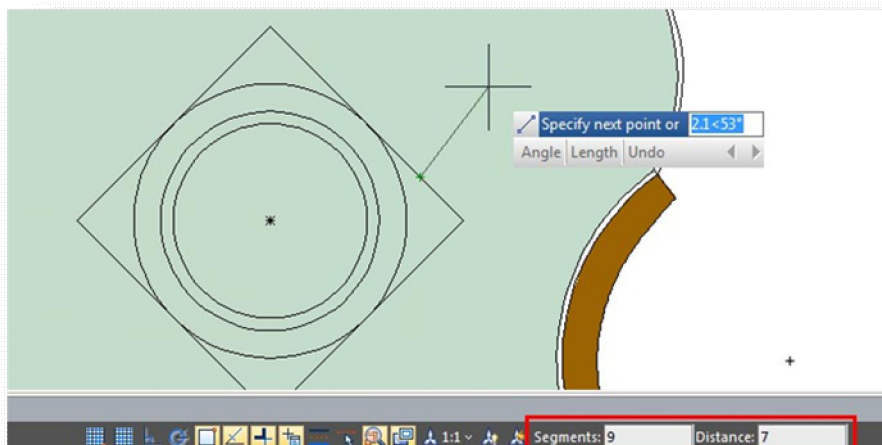 Specify next point or 2.1<53°
Angle Length Undo
1:1 Segments: 9 Distance: 7